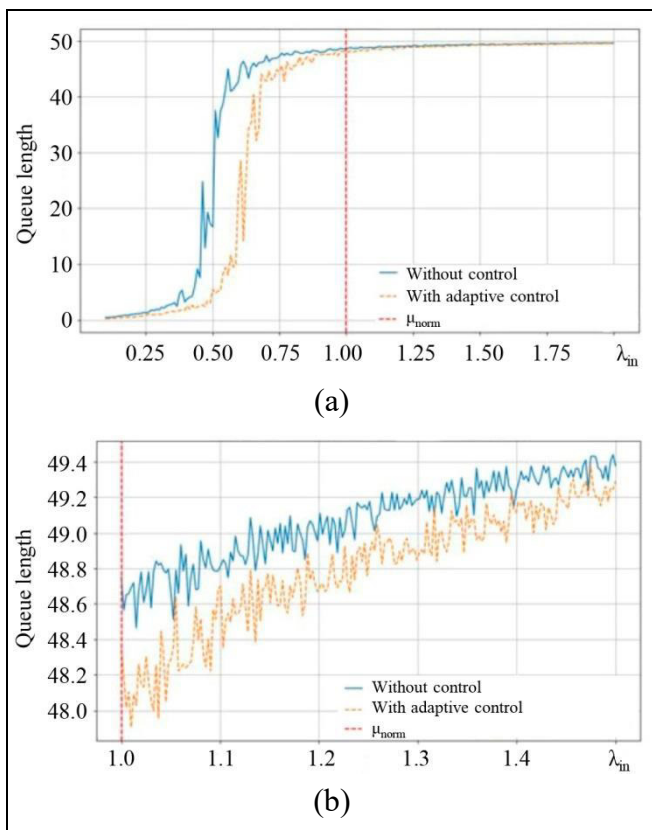 50
40
30
20
10
0
Queue length
Without control
With adaptive control
μnorm
0.25 0.50 0.75 1.00 1.25 1.50 1.75 λin
(a)
49.4
49.2
49.0
48.8
48.6
48.4
48.2
48.0
Queue length
Without control
With adaptive control
μnorm
1.0 1.1 1.2 1.3 1.4 λin
(b)